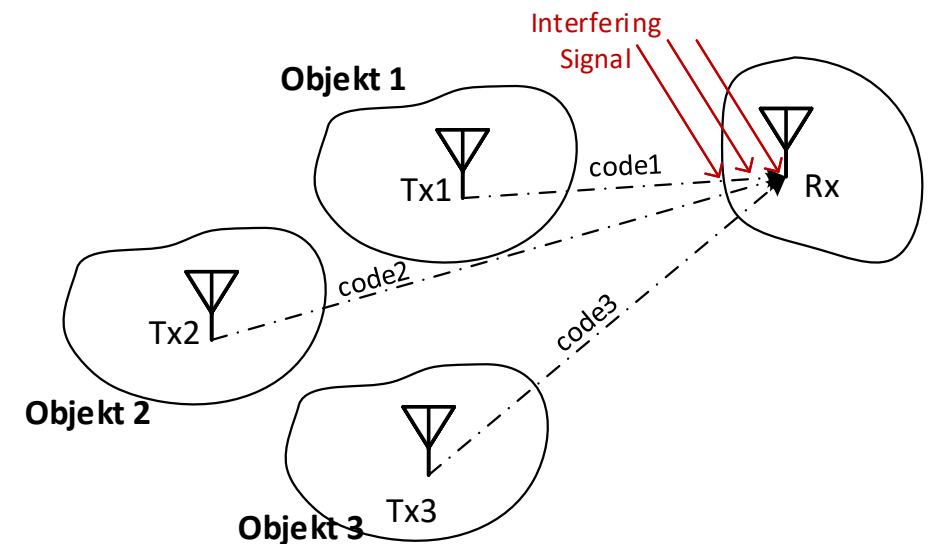 Interfering
Signal
Objekt 1
Tx1
code1
Rx
code2
Tx2
code3
Objekt 2
Tx3
Objekt 3